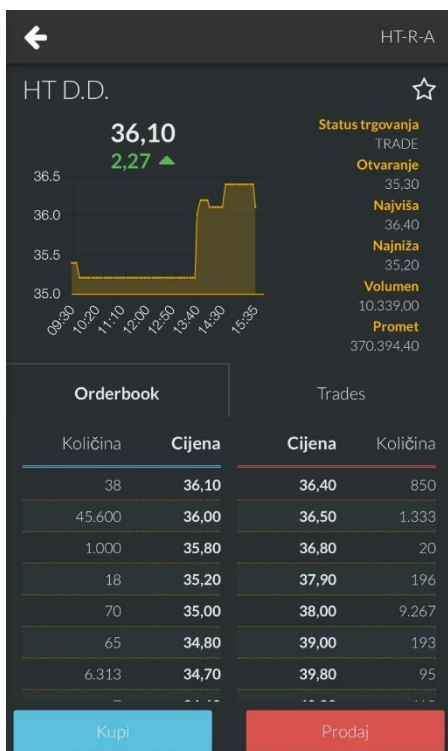 HT-R-A
HT D.D.
36,10
2,27
Status trgovanja
TRADE
Otvaranje
35,30
Najviša
36,40
Najniža
35,20
Volumen
10.339,00
Promet
370.394,40
36.5
36.0
35.5
35.0
09:30 10:20 11:10 12:00 12:50 13:40 14:30 15:35
Orderbook Trades
Količina Cijena Cijena Količina
38 36,10 36,40 850
45.600 36,00 36,50 1.333
1.000 35,80 36,80 20
18 35,20 37,90 196
70 35,00 38,00 9.267
65 34,80 39,00 193
6.313 34,70 39,80 95
Kupi Prodaj